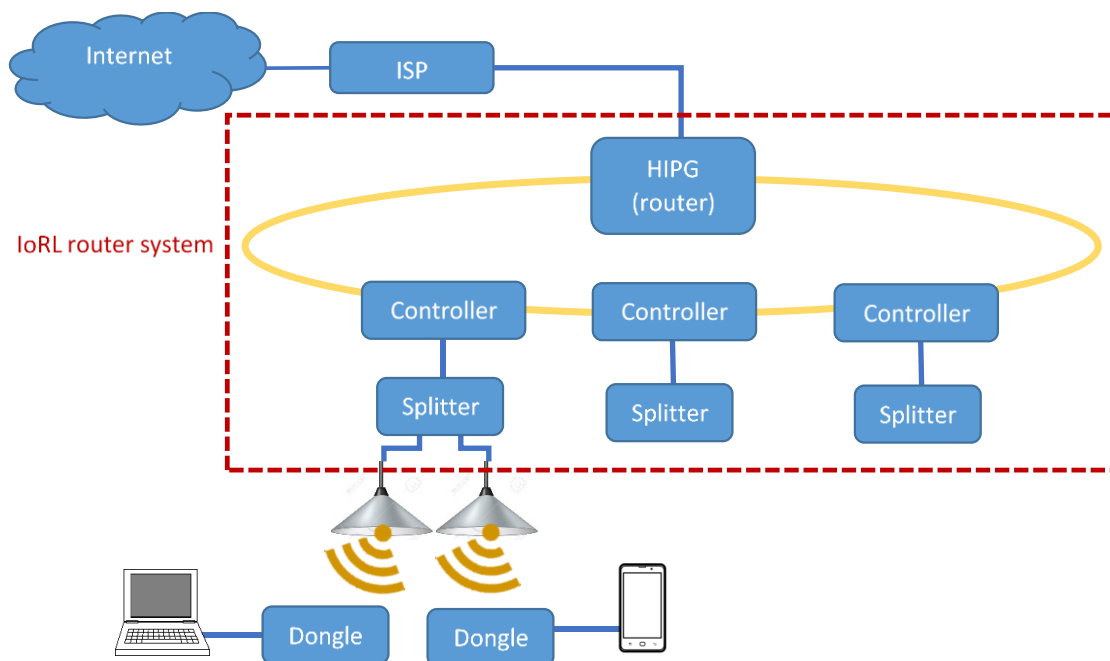 Internet
ISP
HIPG
(router)
IoRL router system
Controller
Controller
Controller
Splitter
Splitter
Splitter
Dongle
Dongle